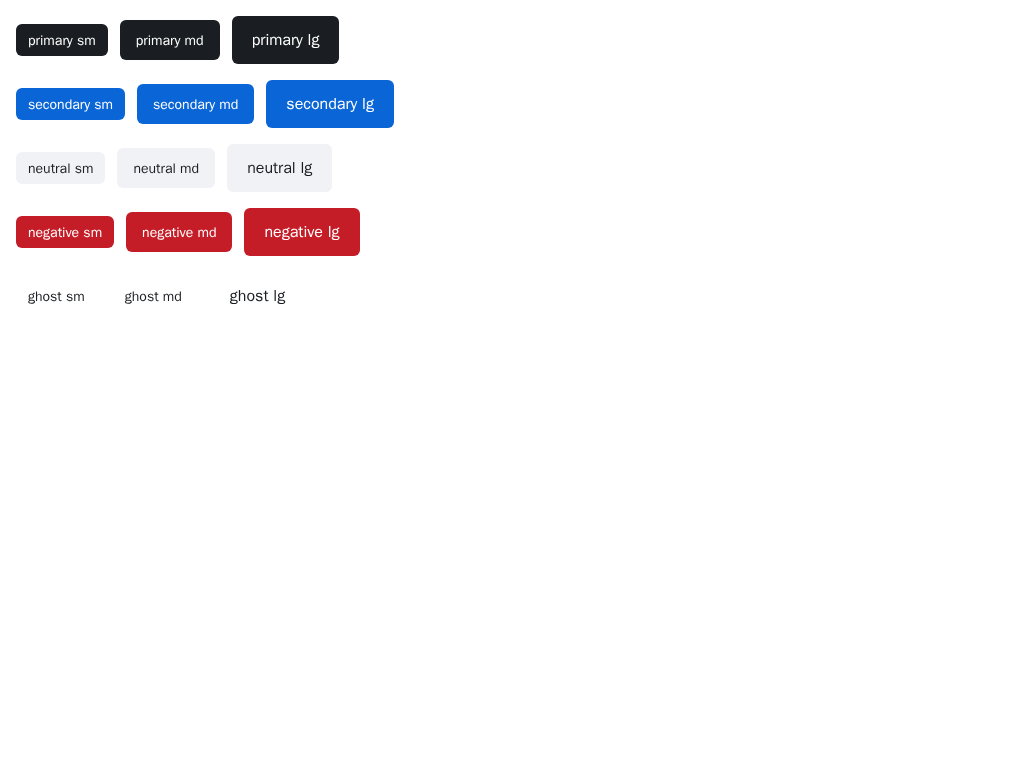 primary sm primary md primary lg
secondary sm secondary md secondary lg
neutral sm neutral md neutral lg
negative sm negative md negative lg
ghost sm ghost md ghost lg